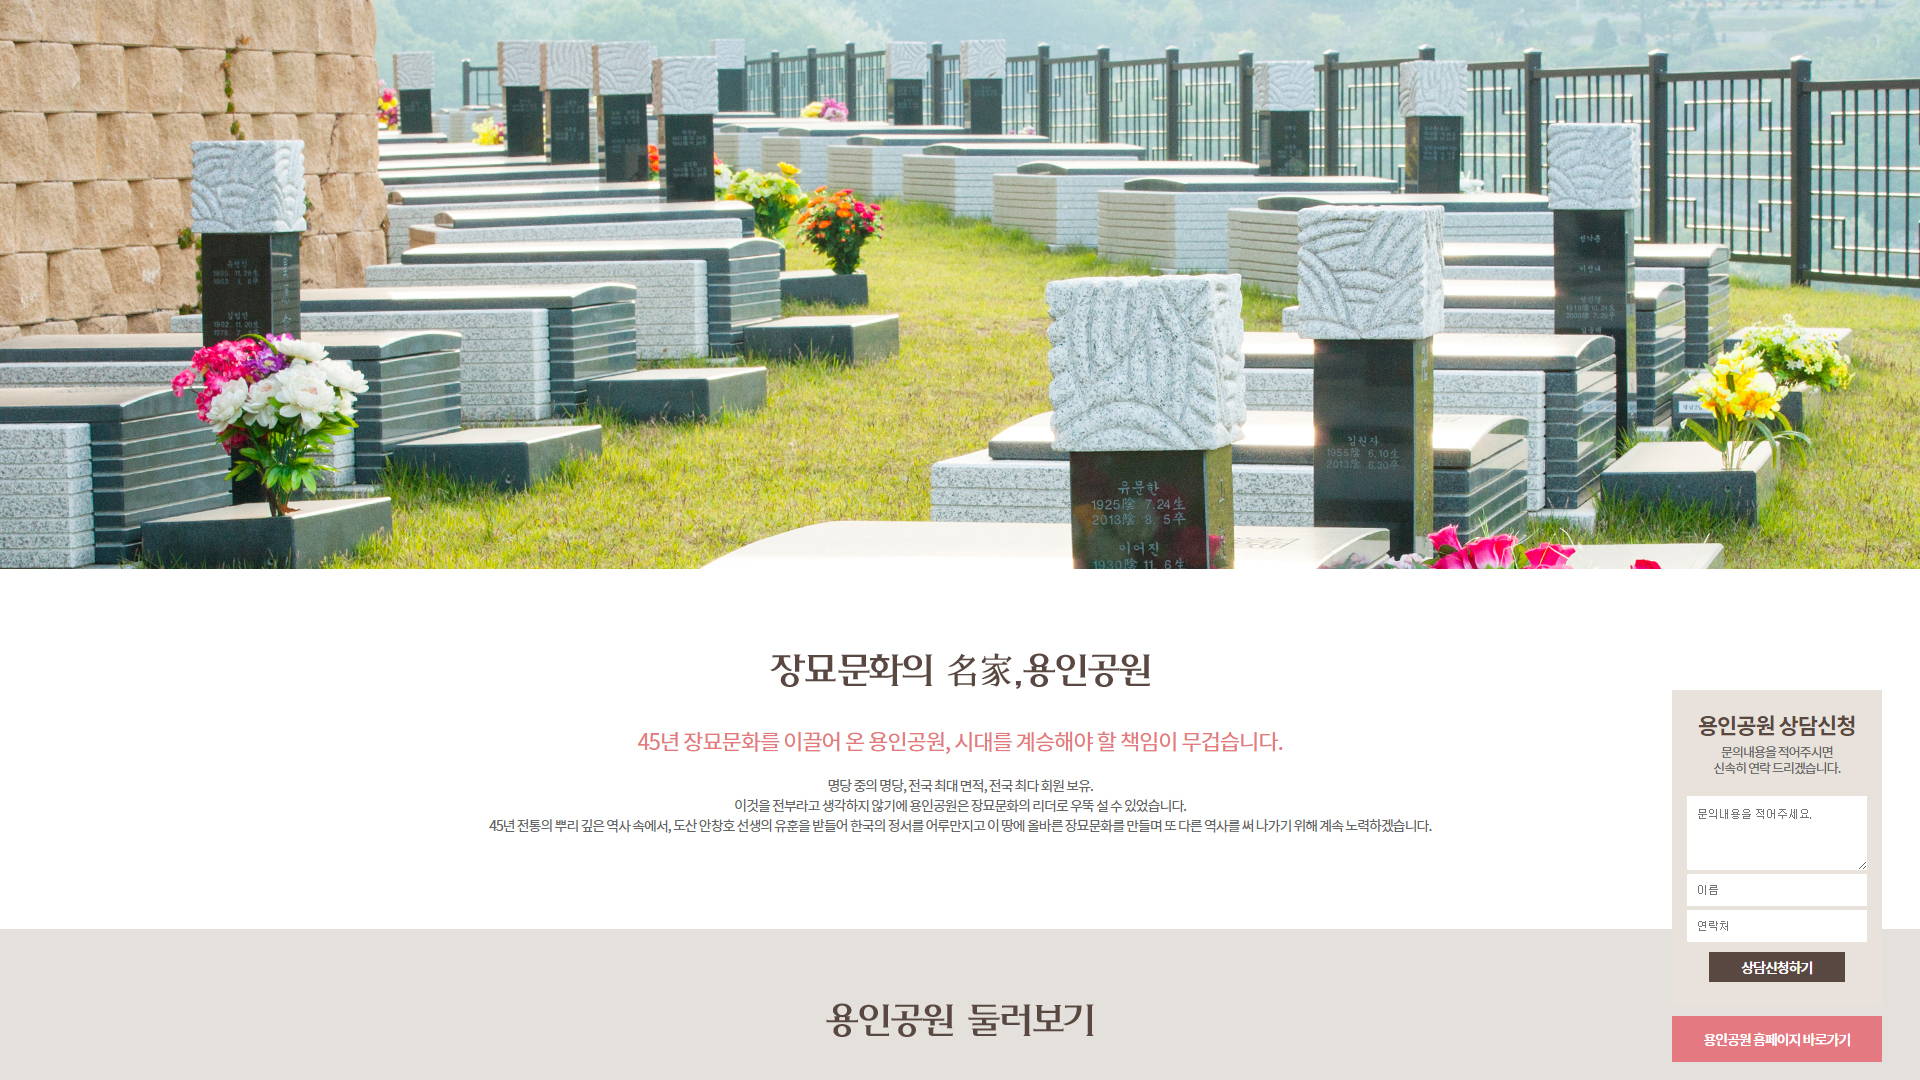 김원자
1955陰 6.10生
2013陰 6.30卒
유문한
1925陰 7.24生
2013陰 8. 5卒
이어진
1930陰 11. 6生
장묘문화의 名家,용인공원
45년 장묘문화를 이끌어 온 용인공원, 시대를 계승해야 할 책임이 무겁습니다.
명당 중의 명당, 전국 최대 면적, 전국 최다 회원 보유.
이것을 전부라고 생각하지 않기에 용인공원은 장묘문화의 리더로 우뚝 설 수 있었습니다.
45년 전통의 뿌리 깊은 역사 속에서, 도산 안창호 선생의 유훈을 받들어 한국의 정서를 어루만지고 이 땅에 올바른 장묘문화를 만들며 또 다른 역사를 써 나가기 위해 계속 노력하겠습니다.
용인공원 둘러보기
용인공원 상담신청
문의내용을 적어주시면
신속히 연락 드리겠습니다.
문의내용을 적어주세요.
이름
연락처
상담신청하기
용인공원 홈페이지 바로가기